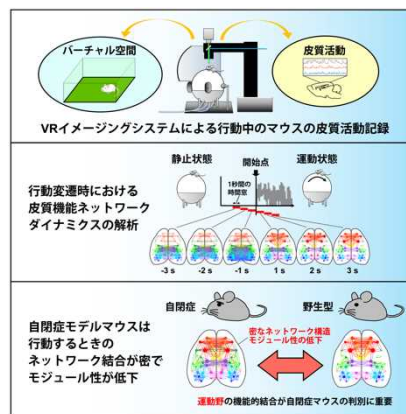 バーチャル空間
皮質活動
VRイメージングシステムによる行動中のマウスの皮質活動記録
静止状態
開始点
運動状態
1秒間の
時間窓
行動変遷時における
皮質機能ネットワーク
ダイナミクスの解析
-3 s
-2 s
-1 s
1 s
2 s
3 s
自閉症
野生型
自閉症モデルマウスは
行動するときの
ネットワーク結合が密で
モジュール性が低下
密なネットワーク構造
モジュール性の低下
運動野の機能的結合が自閉症マウスの判別に重要